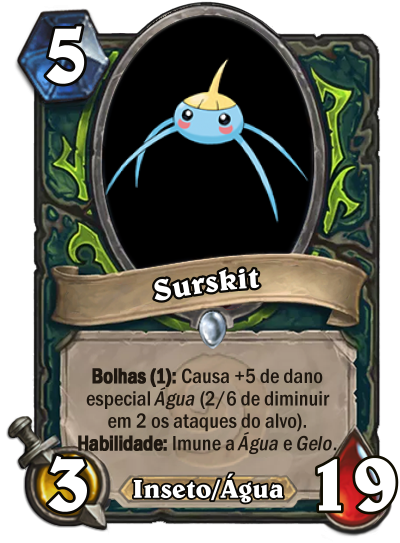 5
Surskit
Bolhas (1): Causa +5 de dano
especial Água (2/6 de diminuir
em 2 os ataques do alvo).
Habilidade: Imune a Água e Gelo.
3 Inseto/Água 19